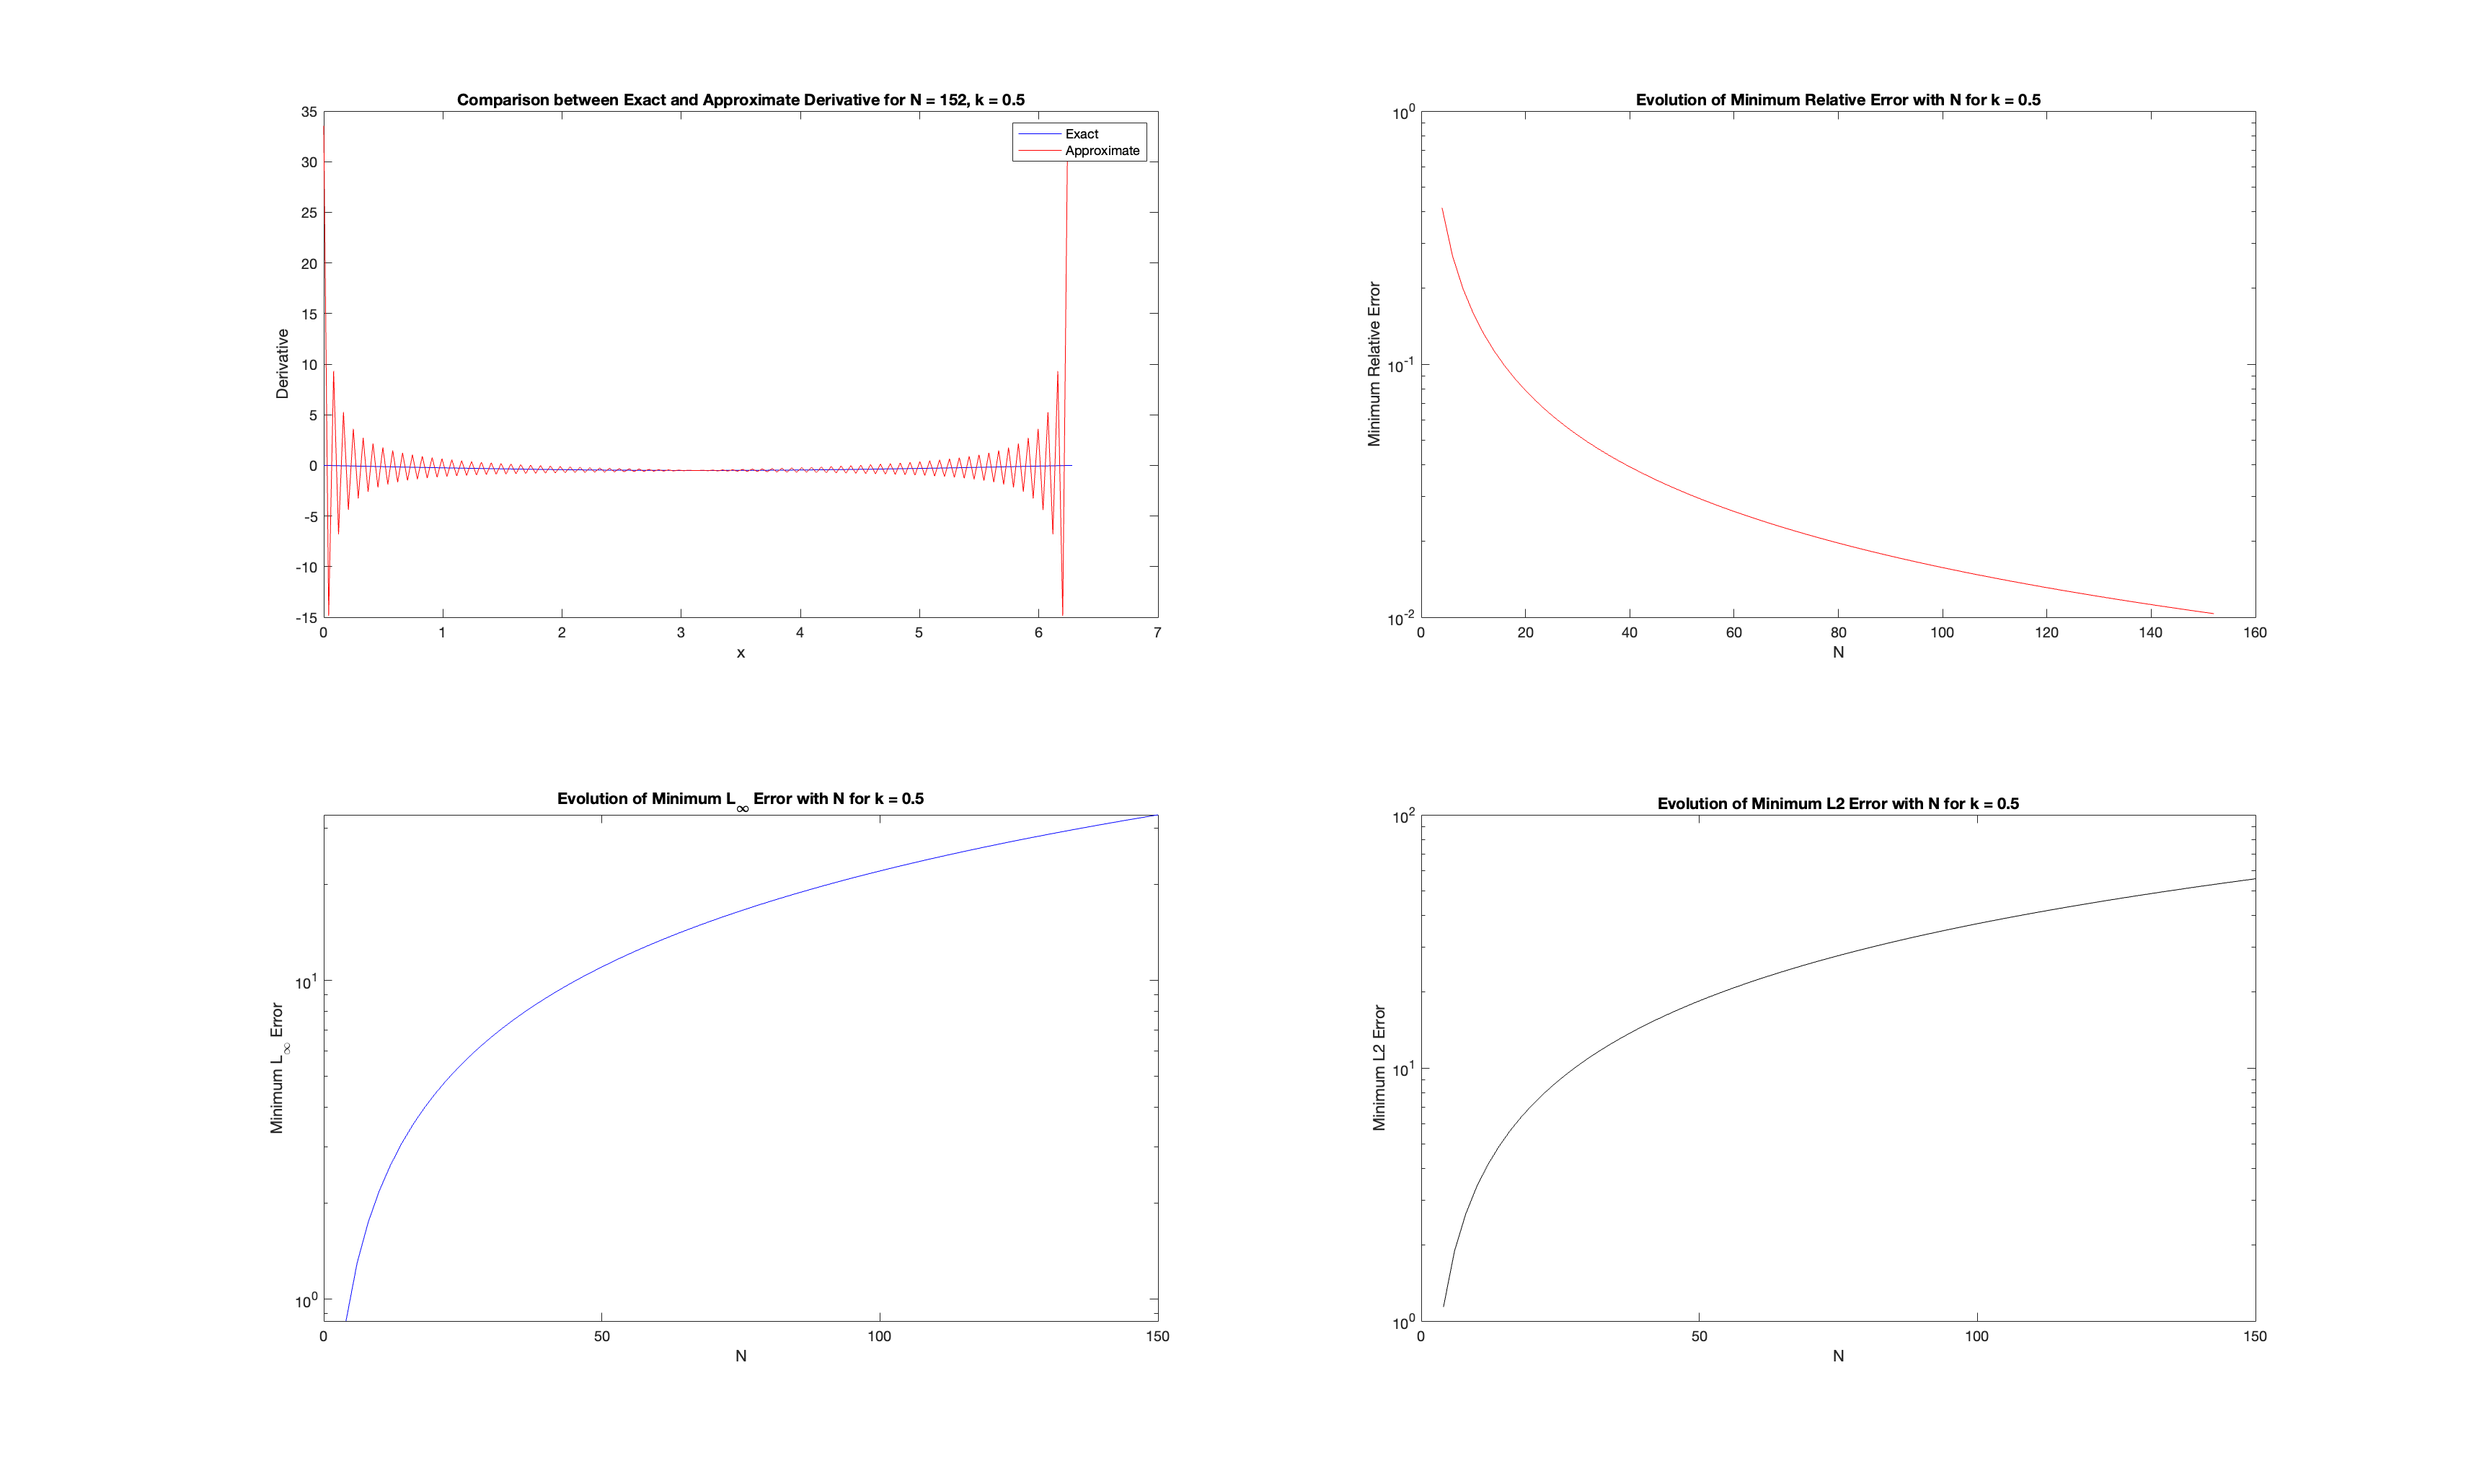 Comparison between Exact and Approximate Derivative for N = 152, k = 0.5
35
30
25
20
15
10
5
0
-5
-10
-15
Derivative
Exact
Approximate
0 1 2 3 4 5 6 7
x
Evolution of Minimum Relative Error with N for k = 0.5
10^0
10^-1
10^-2
Minimum Relative Error
0 20 40 60 80 100 120 140 160
N
Evolution of Minimum L_∞ Error with N for k = 0.5
10^1
10^0
Minimum L_∞ Error
0 50 100 150
N
Evolution of Minimum L2 Error with N for k = 0.5
10^2
10^1
10^0
Minimum L2 Error
0 50 100 150
N